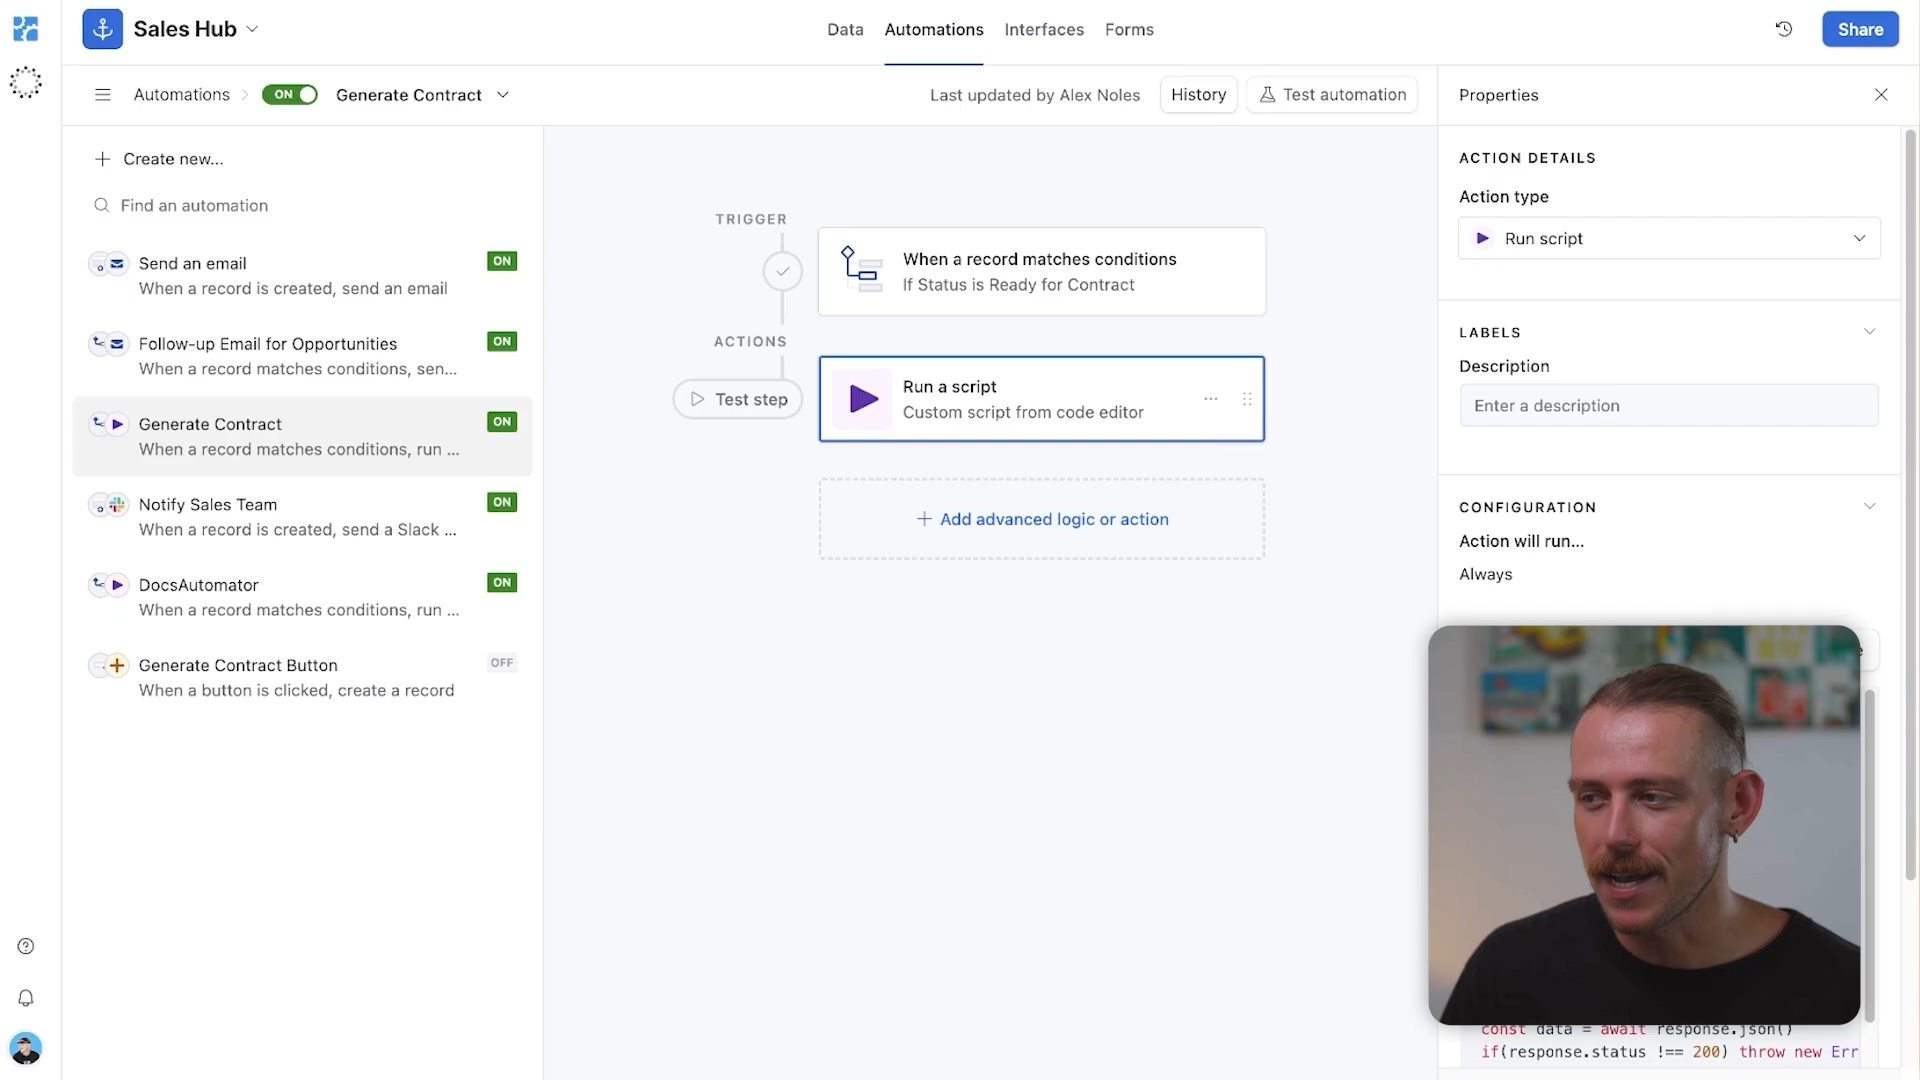 Sales Hub
Data
Automations
Interfaces
Forms
Share
Automations
ON
Generate Contract
Last updated by Alex Noles
History
Test automation
Properties
Create new...
Find an automation
Send an email
ON
When a record is created, send an email
Follow-up Email for Opportunities
ON
When a record matches conditions, sen...
Generate Contract
ON
When a record matches conditions, run ...
Notify Sales Team
ON
When a record is created, send a Slack ...
DocsAutomator
ON
When a record matches conditions, run ...
Generate Contract Button
OFF
When a button is clicked, create a record
TRIGGER
When a record matches conditions
If Status is Ready for Contract
ACTIONS
Test step
Run a script
Custom script from code editor
Add advanced logic or action
ACTION DETAILS
Action type
Run script
LABELS
Description
Enter a description
CONFIGURATION
Action will run...
Always
const data = await response.json()
if(response.status !== 200) throw new Err